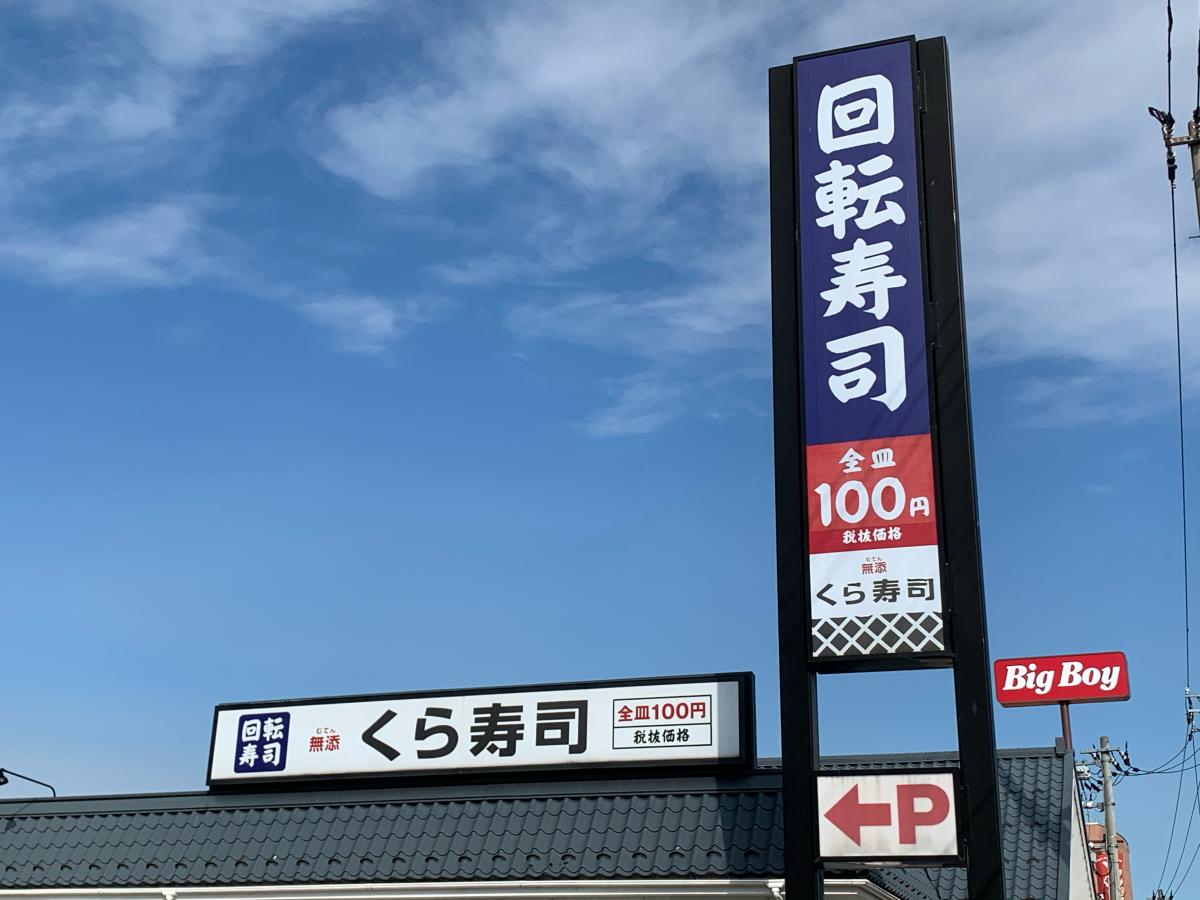 回転寿司
全皿
100円
税抜価格
むてん
無添
くら寿司
←P
回転
寿司
むてん
無添
くら寿司
全皿100円
税抜価格
Big Boy